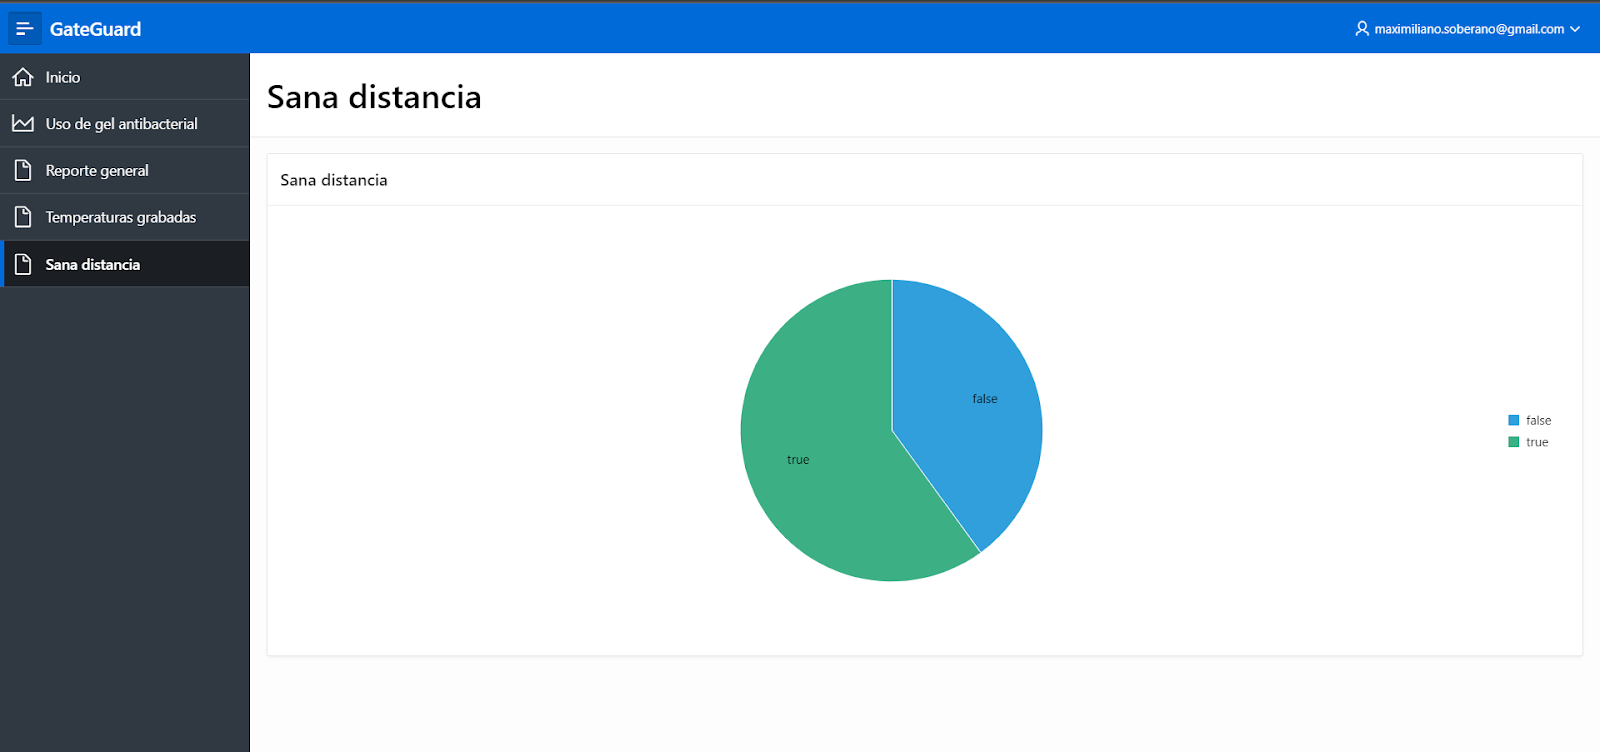 GateGuard
maximiliano.soberano@gmail.com
Inicio
Uso de gel antibacterial
Reporte general
Temperaturas grabadas
Sana distancia
Sana distancia
Sana distancia
false
true
false
true